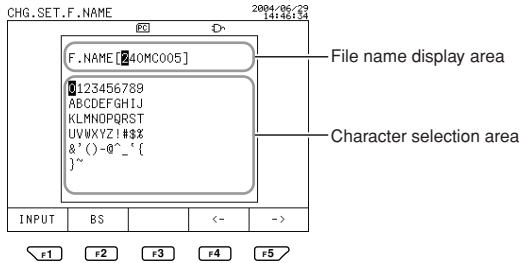 CHG.SET.F.NAME
2004/06/29
14:46:34
PC
F.NAME[240MC005]
File name display area
0123456789
ABCDEFGHIJ
KLMNOPQRST
UVWXYZ!#$%
&'()-@^_`{
}~
Character selection area
INPUT BS <- ->
F1 F2 F3 F4 F5